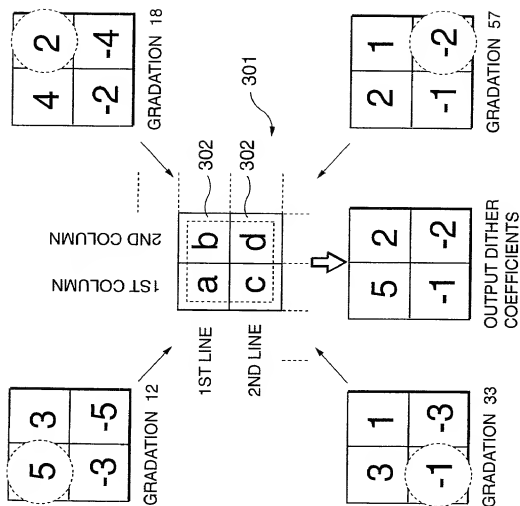 5 3
-3 -5
GRADATION 12
4 2
-2 -4
GRADATION 18
1ST COLUMN
2ND COLUMN
1ST LINE
a b
302
2ND LINE
c d
302
301
3 1
-1 -3
GRADATION 33
5 2
-1 -2
OUTPUT DITHER
COEFFICIENTS
2 1
-1 -2
GRADATION 57